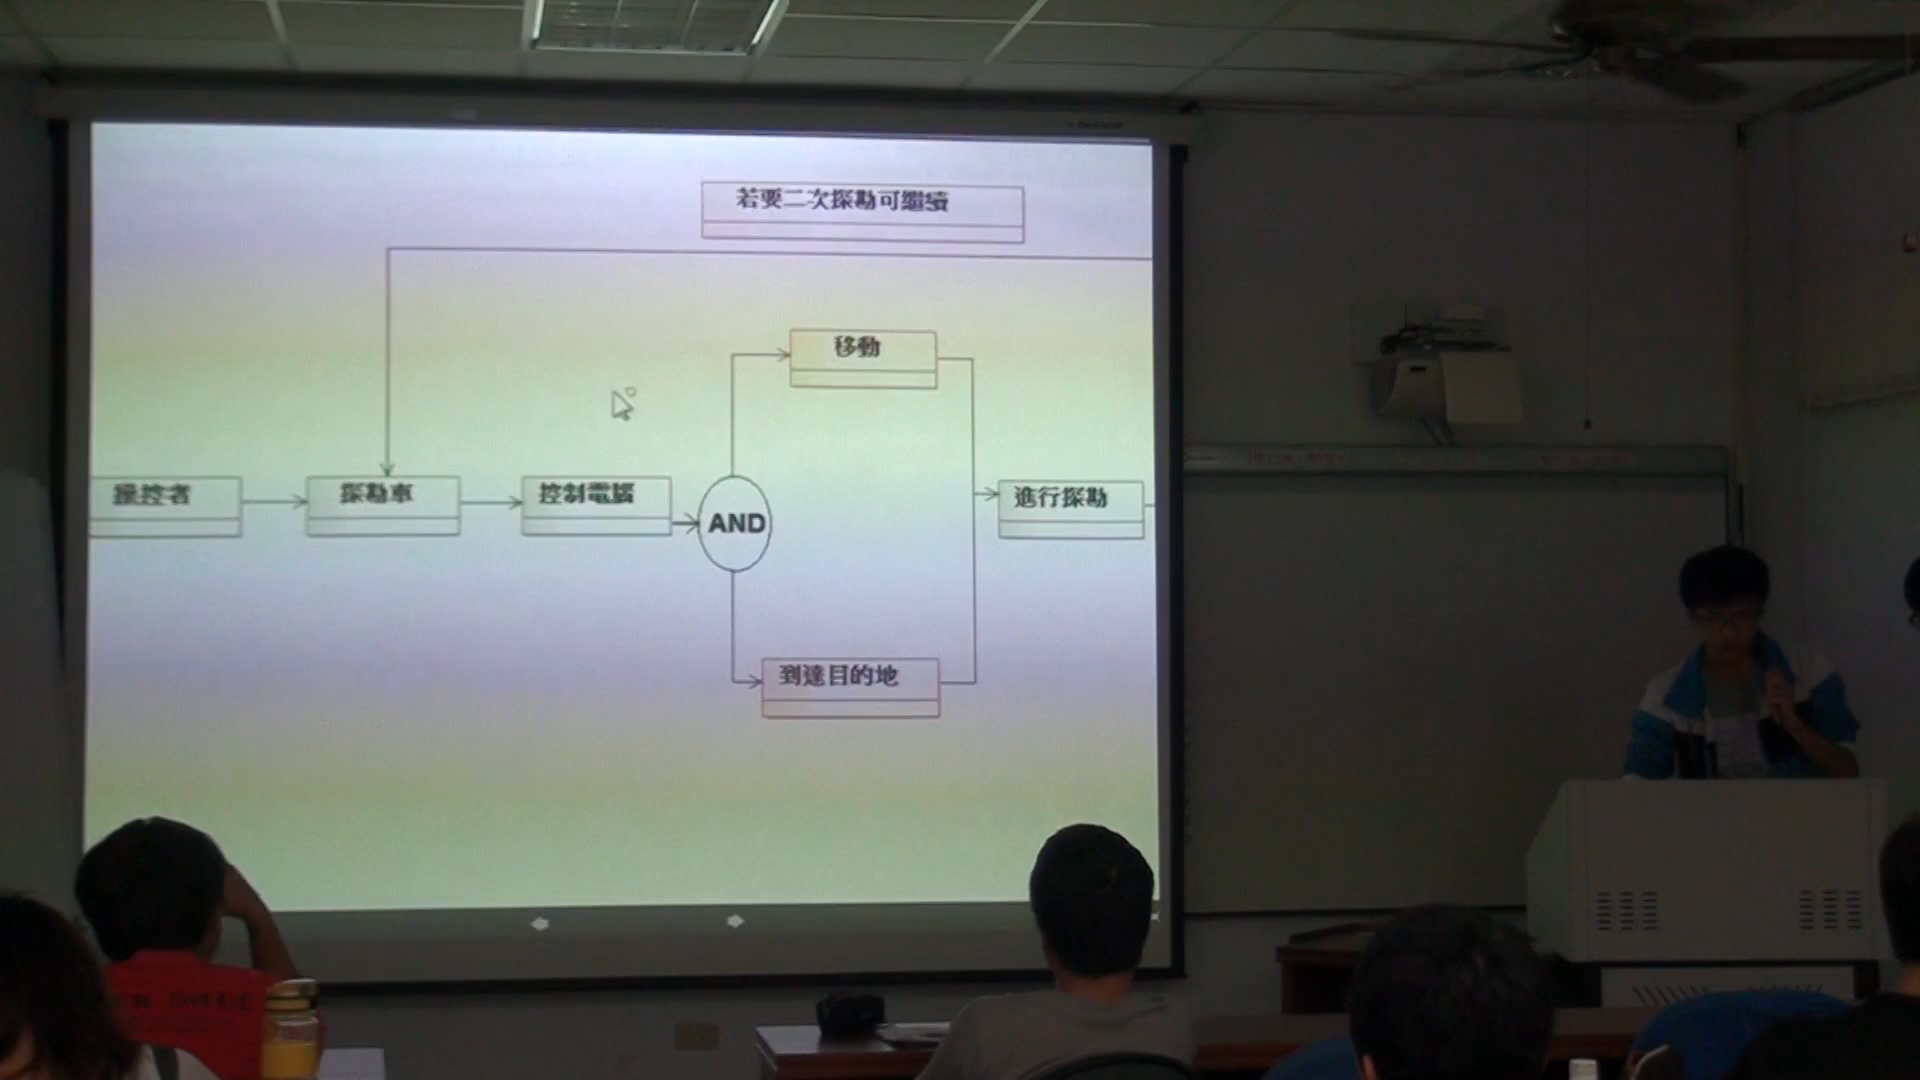 若要二次探勘可繼續
移動
操控者
探勘車
控制電腦
AND
進行探勘
到達目的地